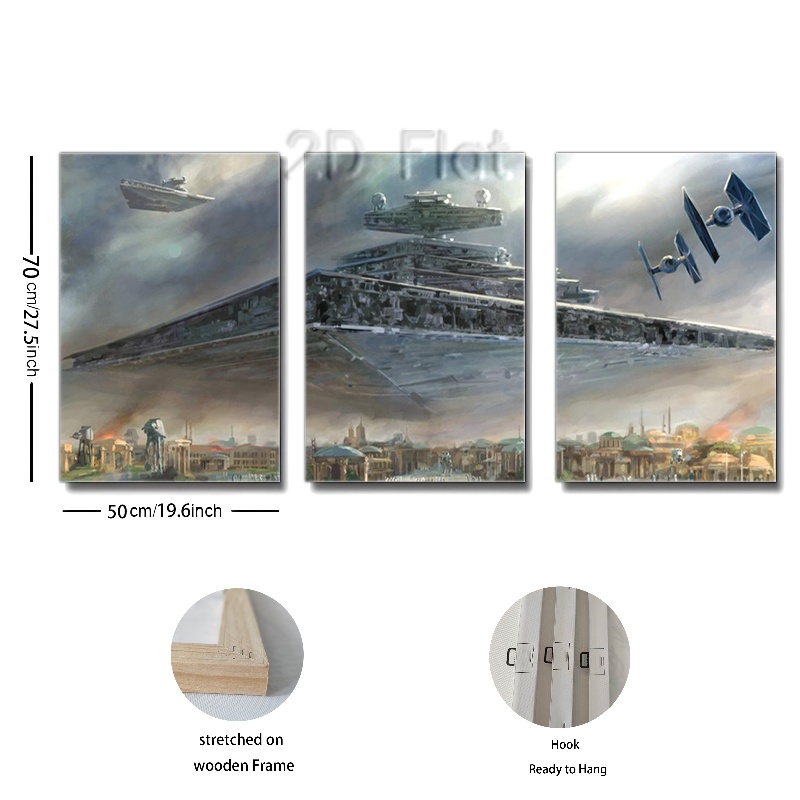 2D Flat
70 cm/27.5inch
50cm/19.6inch
stretched on
wooden Frame
Hook
Ready to Hang